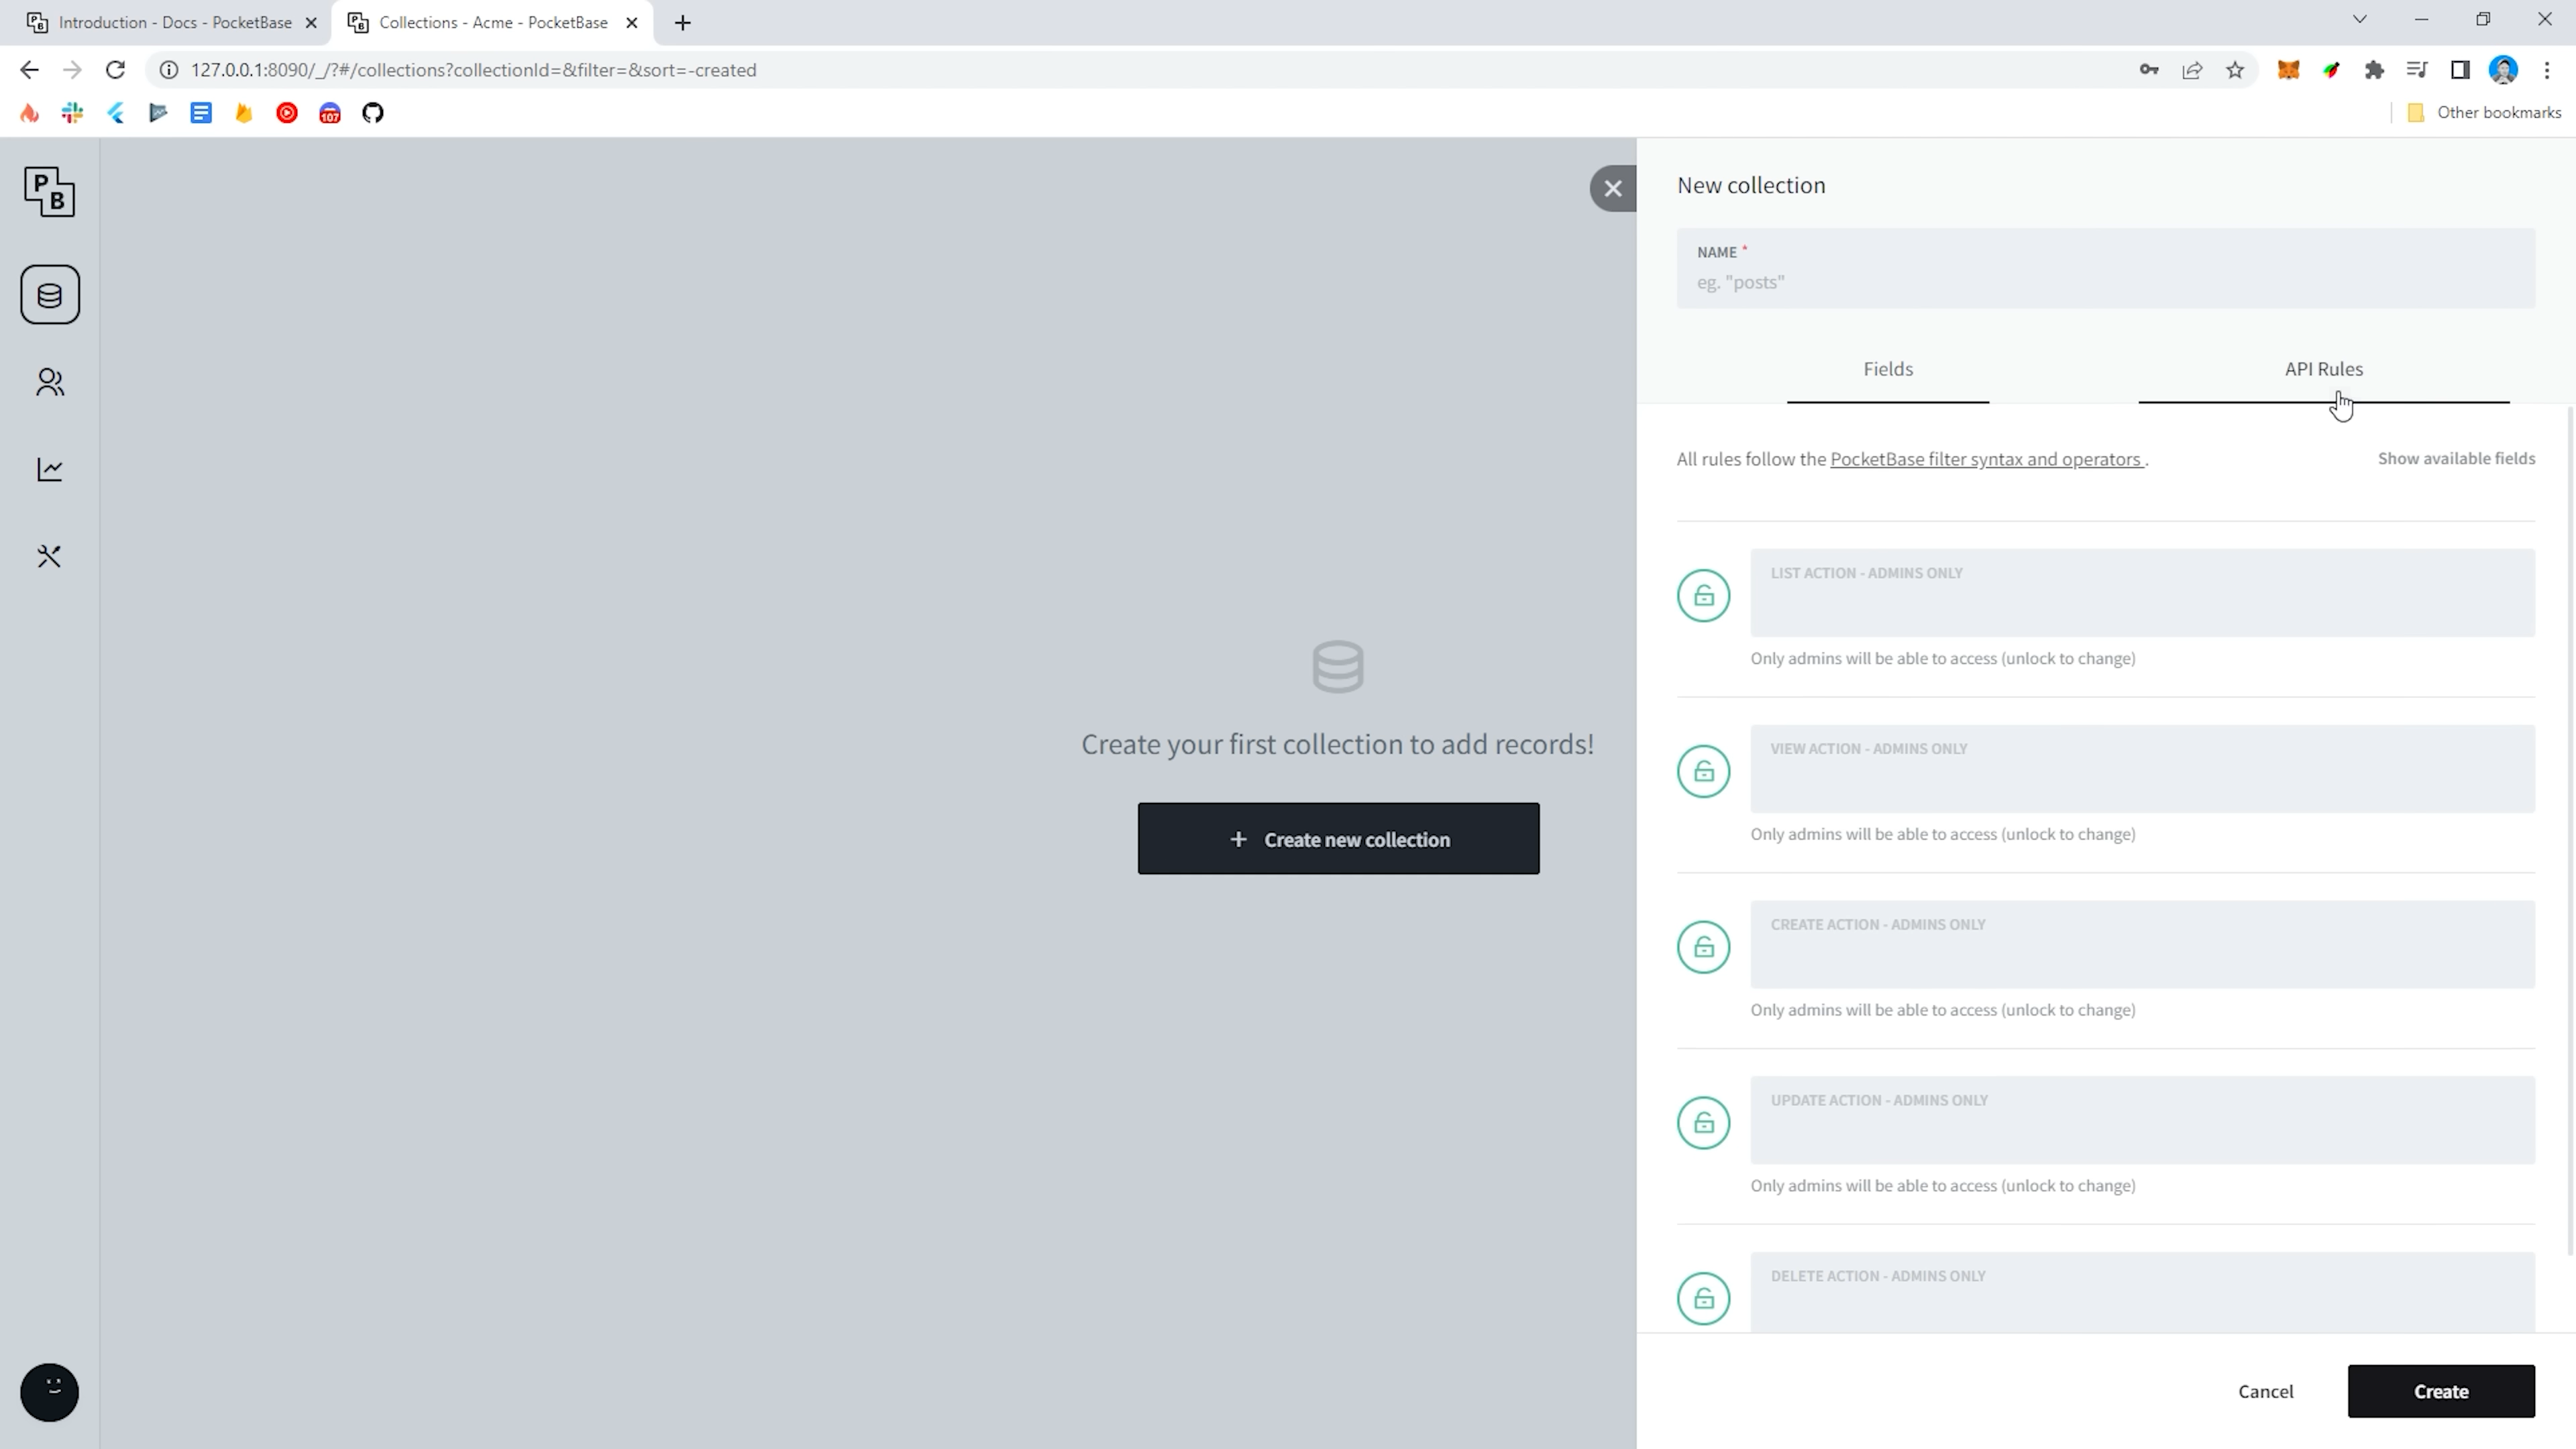 Introduction - Docs - PocketBase
Collections - Acme - PocketBase
127.0.0.1:8090/_/?#/collections?collectionId=&filter=&sort=-created
107
Other bookmarks
P
B
New collection
NAME *
eg. "posts"
Fields
API Rules
All rules follow the PocketBase filter syntax and operators .
Show available fields
LIST ACTION - ADMINS ONLY
Only admins will be able to access (unlock to change)
VIEW ACTION - ADMINS ONLY
Only admins will be able to access (unlock to change)
Create your first collection to add records!
+ Create new collection
CREATE ACTION - ADMINS ONLY
Only admins will be able to access (unlock to change)
UPDATE ACTION - ADMINS ONLY
Only admins will be able to access (unlock to change)
DELETE ACTION - ADMINS ONLY
Cancel
Create